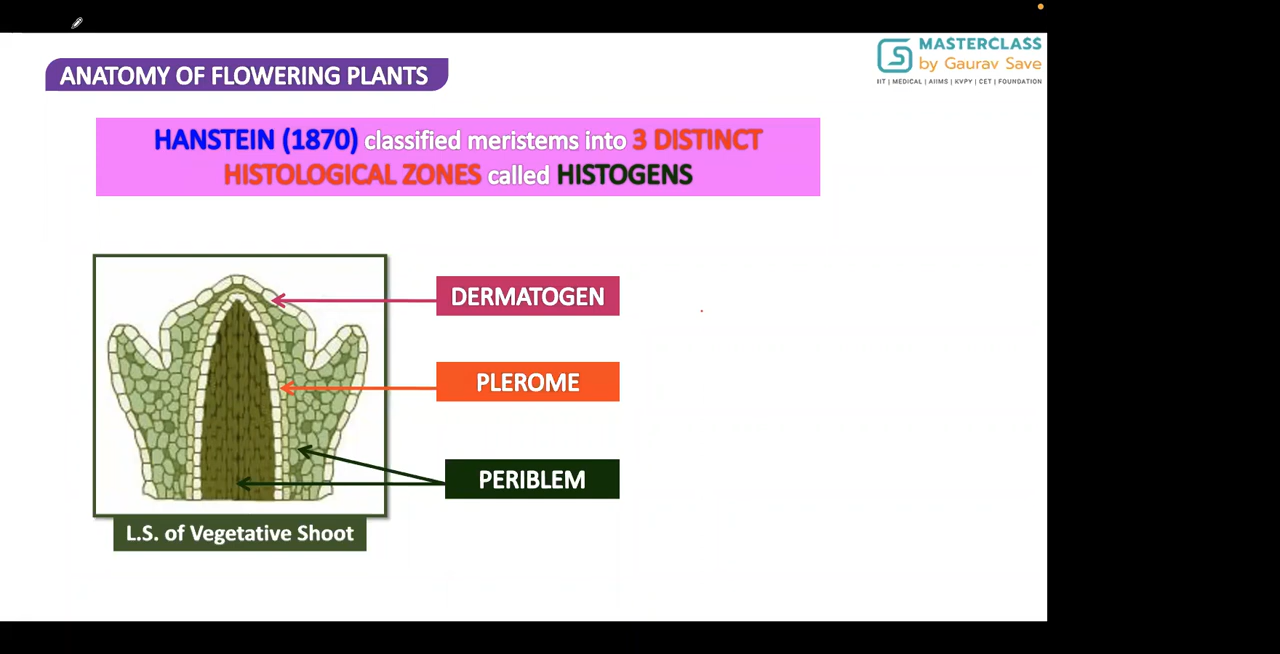 MASTERCLASS
by Gaurav Save
IIT | MEDICAL | AIIMS | KVPY | CET | FOUNDATION
ANATOMY OF FLOWERING PLANTS
HANSTEIN (1870) classified meristems into 3 DISTINCT
HISTOLOGICAL ZONES called HISTOGENS
DERMATOGEN
PLEROME
PERIBLEM
L.S. of Vegetative Shoot